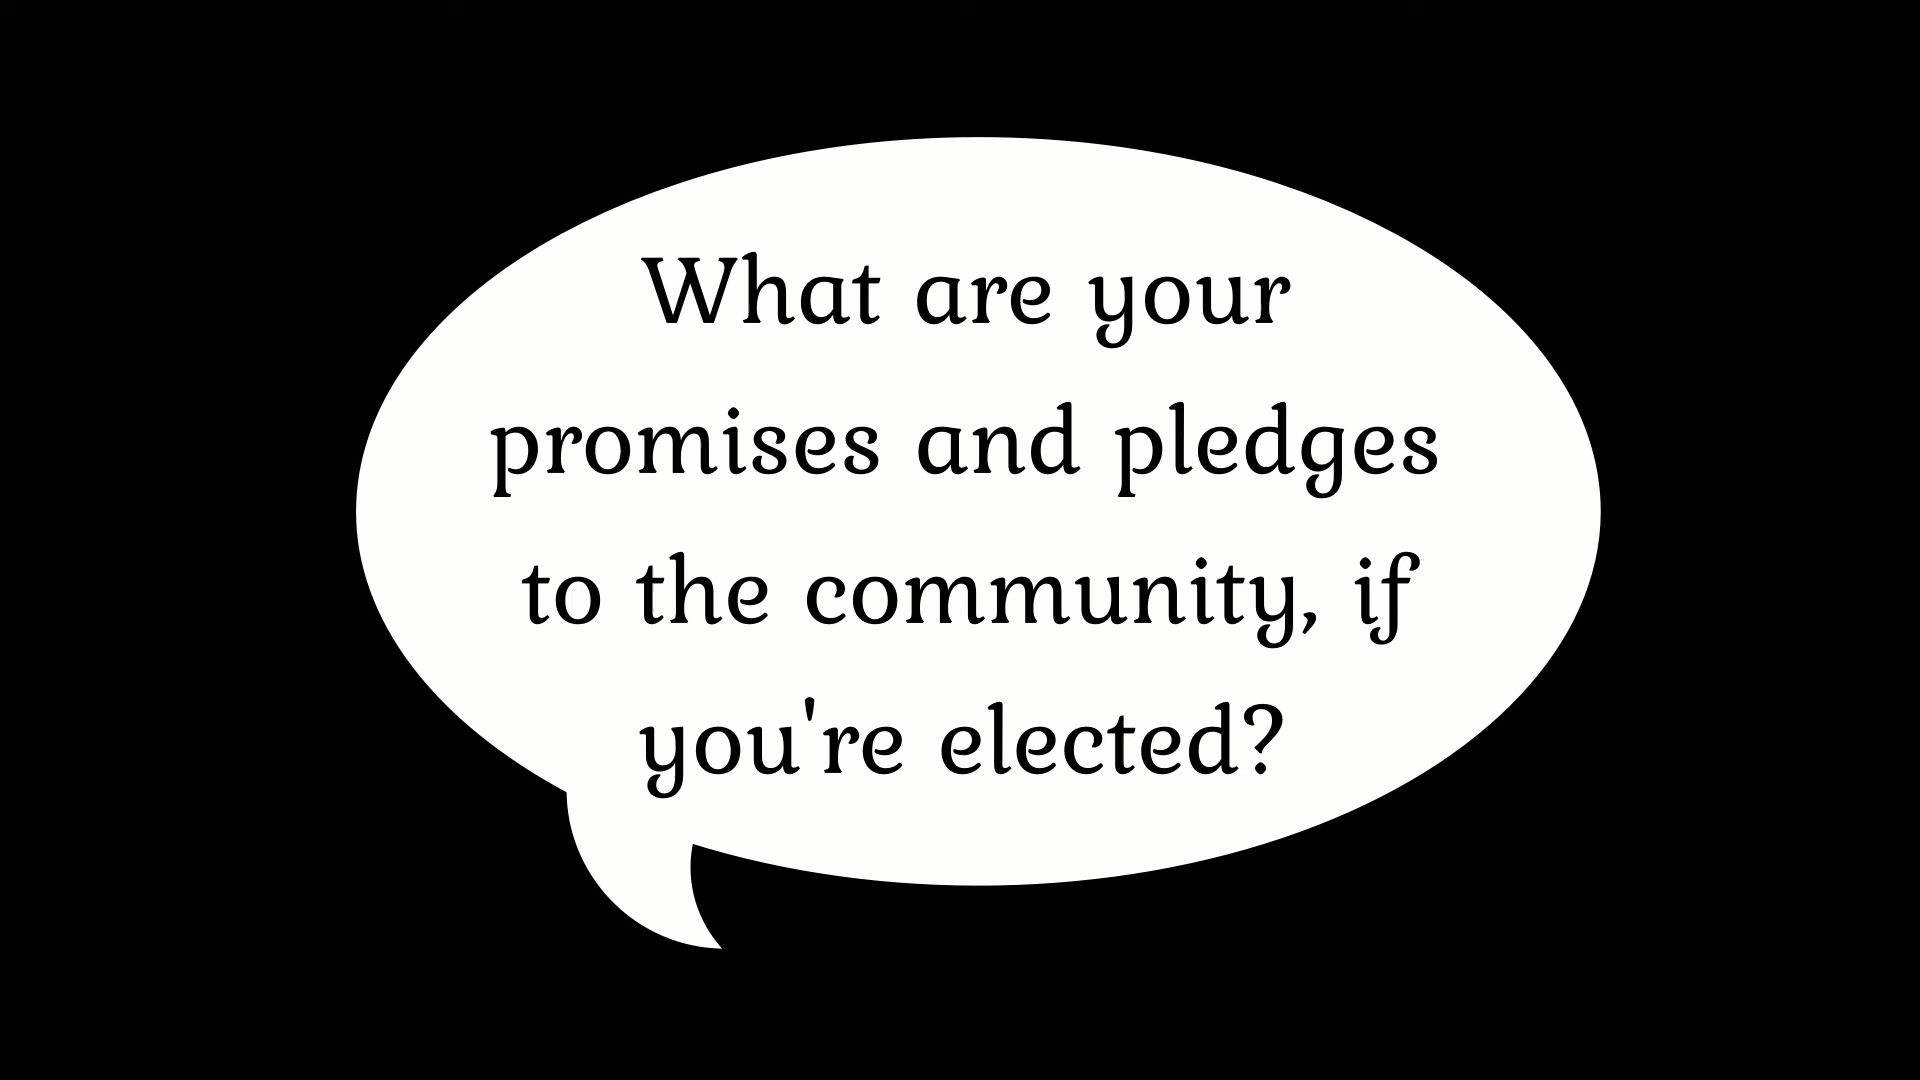 What are your
promises and pledges
to the community, if
you're elected?